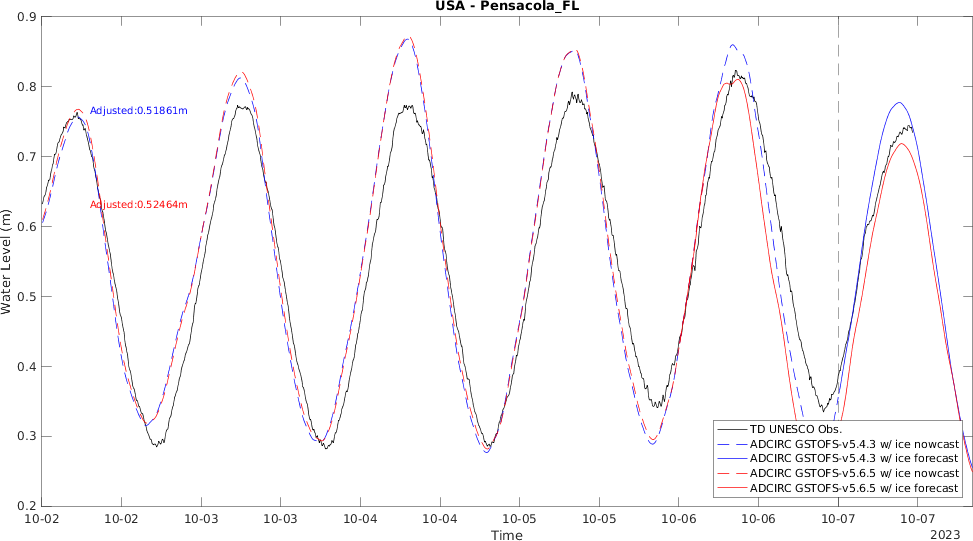 USA - Pensacola_FL
0.9
0.8
0.7
0.6
0.5
0.4
0.3
0.2
Water Level (m)
Adjusted:0.51861m
Adjusted:0.52464m
TD UNESCO Obs.
ADCIRC GSTOFS-v5.4.3 w/ ice nowcast
ADCIRC GSTOFS-v5.4.3 w/ ice forecast
ADCIRC GSTOFS-v5.6.5 w/ ice nowcast
ADCIRC GSTOFS-v5.6.5 w/ ice forecast
10-02 10-02 10-03 10-03 10-04 10-04 10-05 10-05 10-06 10-06 10-07 10-07
Time
2023